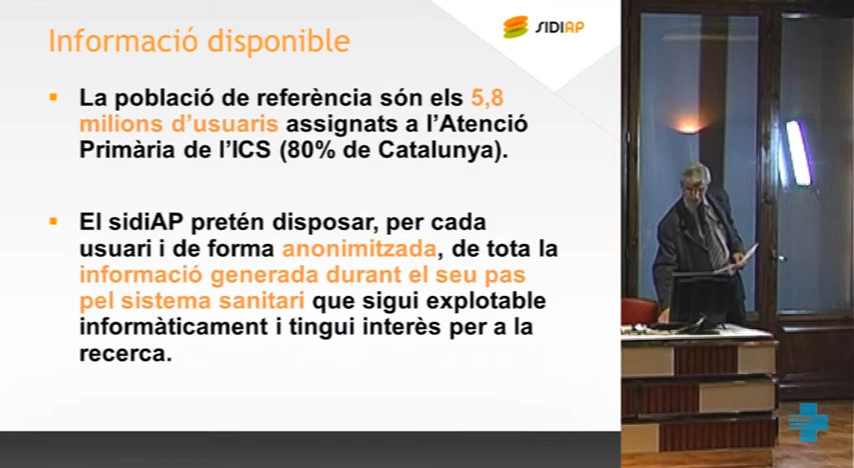 Informació disponible
SIDIAP
La població de referència són els 5,8
milions d'usuaris assignats a l'Atenció
Primària de l'ICS (80% de Catalunya).
El sidiAP pretén disposar, per cada
usuari i de forma anonimitzada, de tota la
informació generada durant el seu pas
pel sistema sanitari que sigui explotable
informàticament i tingui interès per a la
recerca.